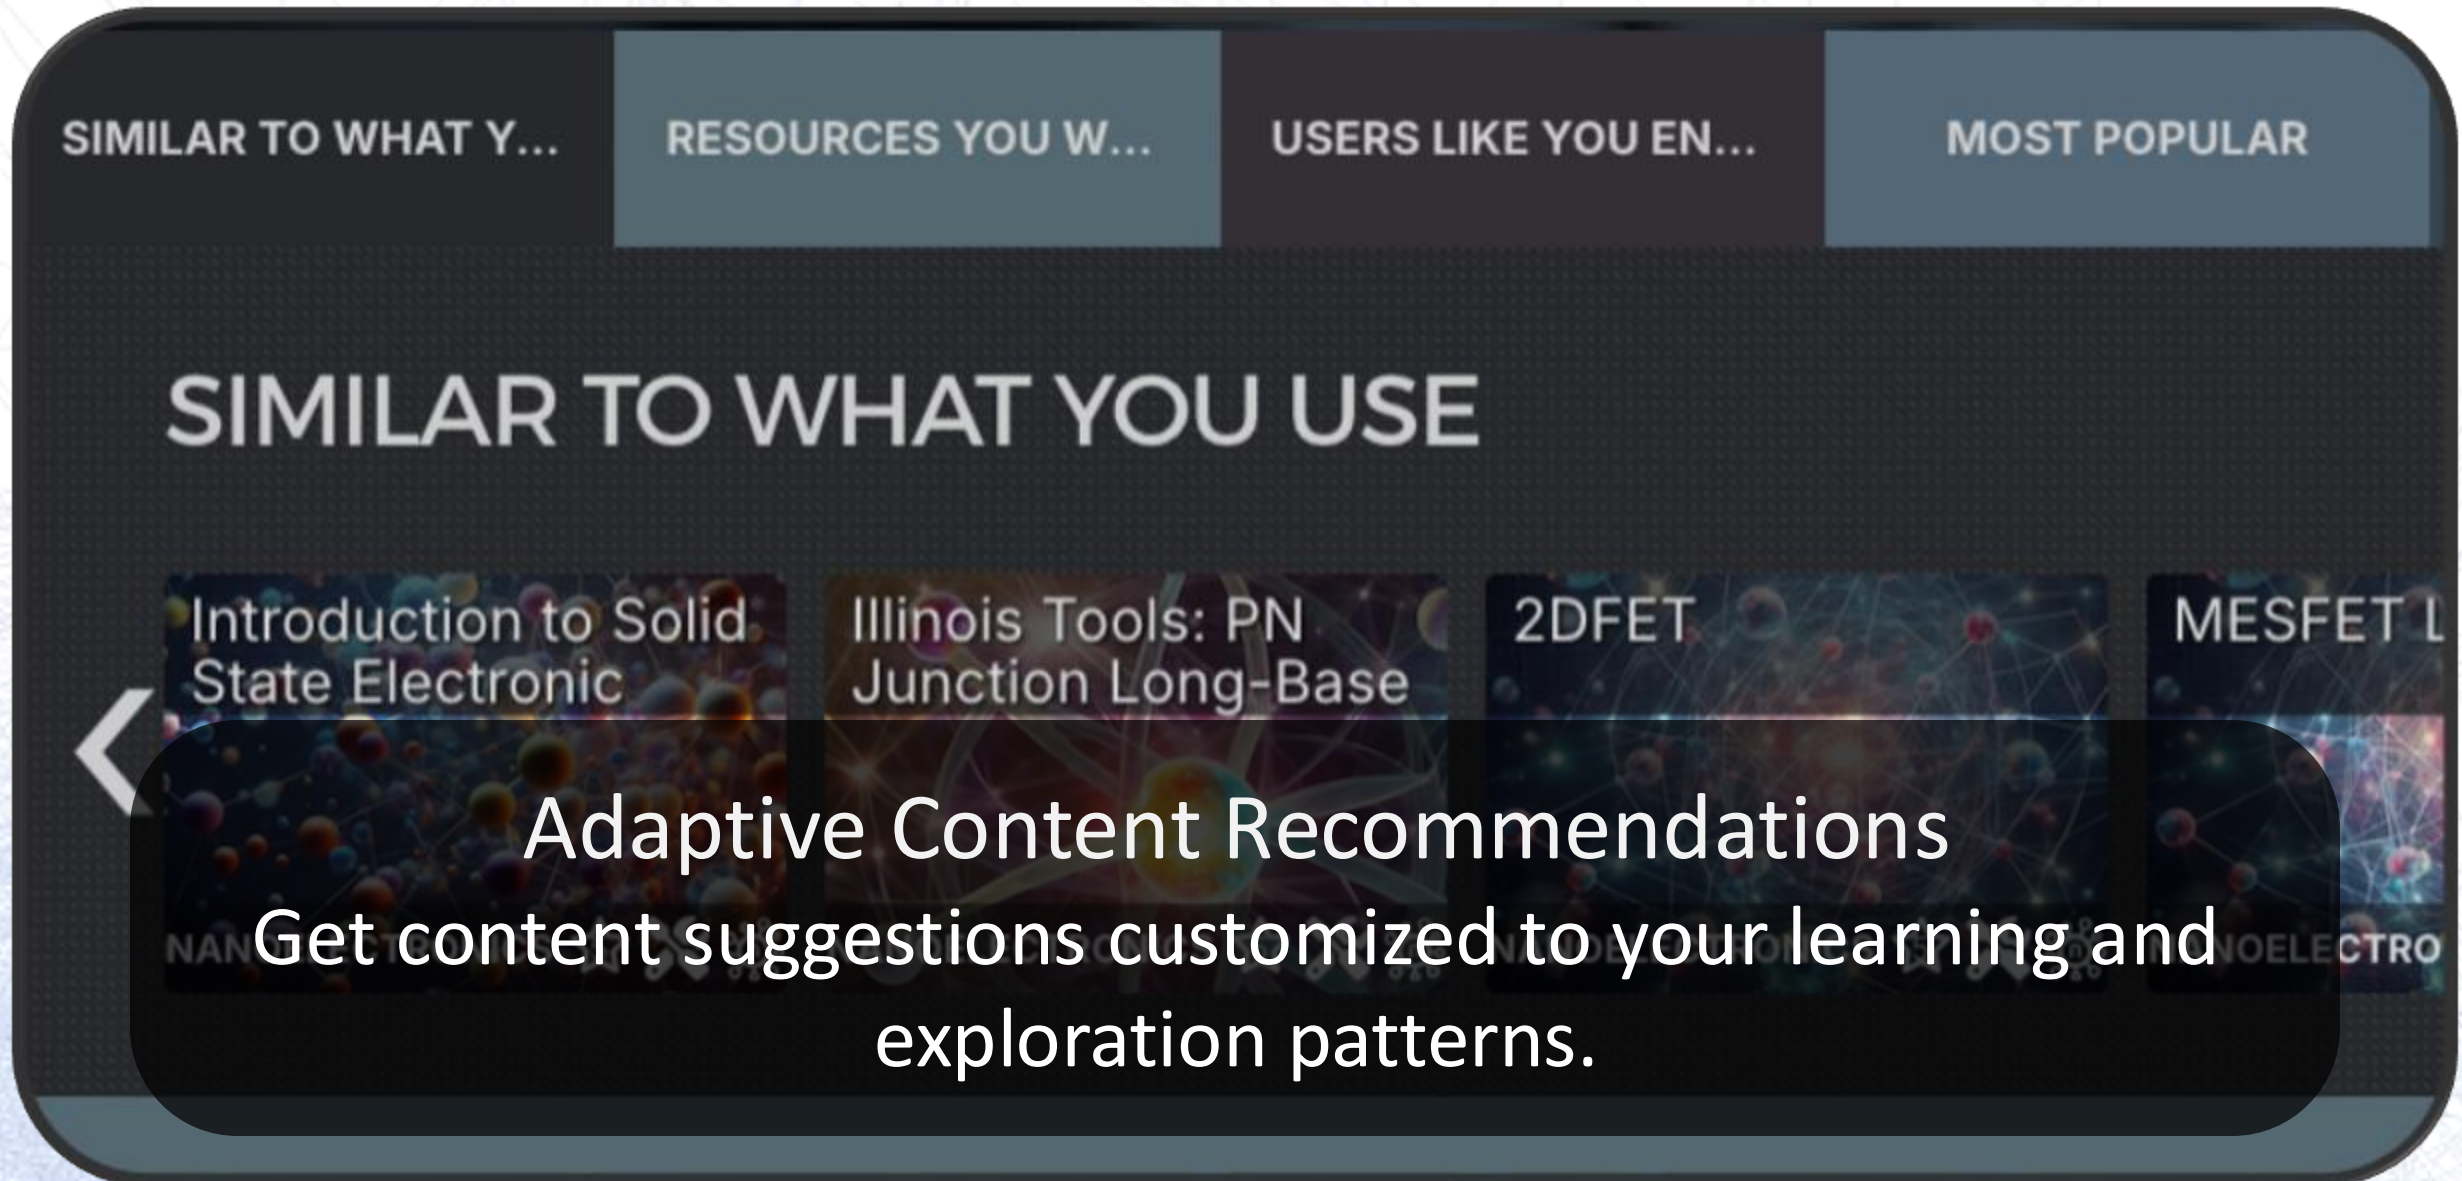 SIMILAR TO WHAT Y...
RESOURCES YOU W...
USERS LIKE YOU EN...
MOST POPULAR
SIMILAR TO WHAT YOU USE
Introduction to Solid
State Electronic
Illinois Tools: PN
Junction Long-Base
2DFET
MESFET L
Adaptive Content Recommendations
Get content suggestions customized to your learning and
exploration patterns.